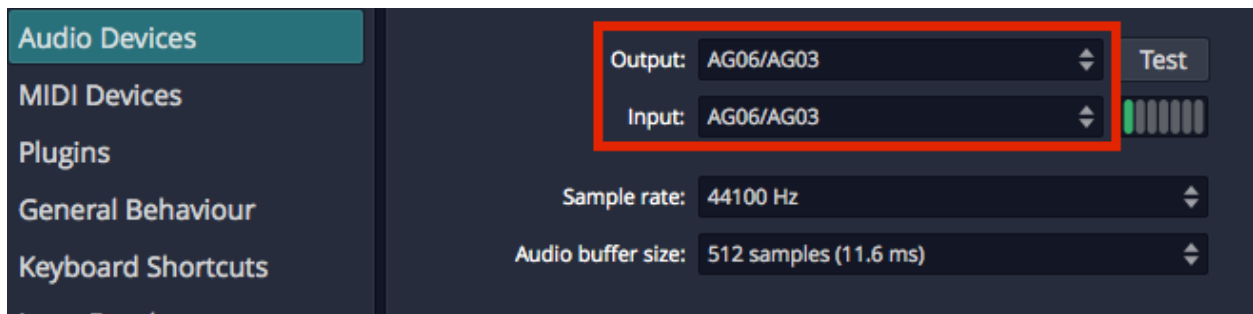 Audio Devices
MIDI Devices
Plugins
General Behaviour
Keyboard Shortcuts
Output: AG06/AG03 Test
Input: AG06/AG03
Sample rate: 44100 Hz
Audio buffer size: 512 samples (11.6 ms)